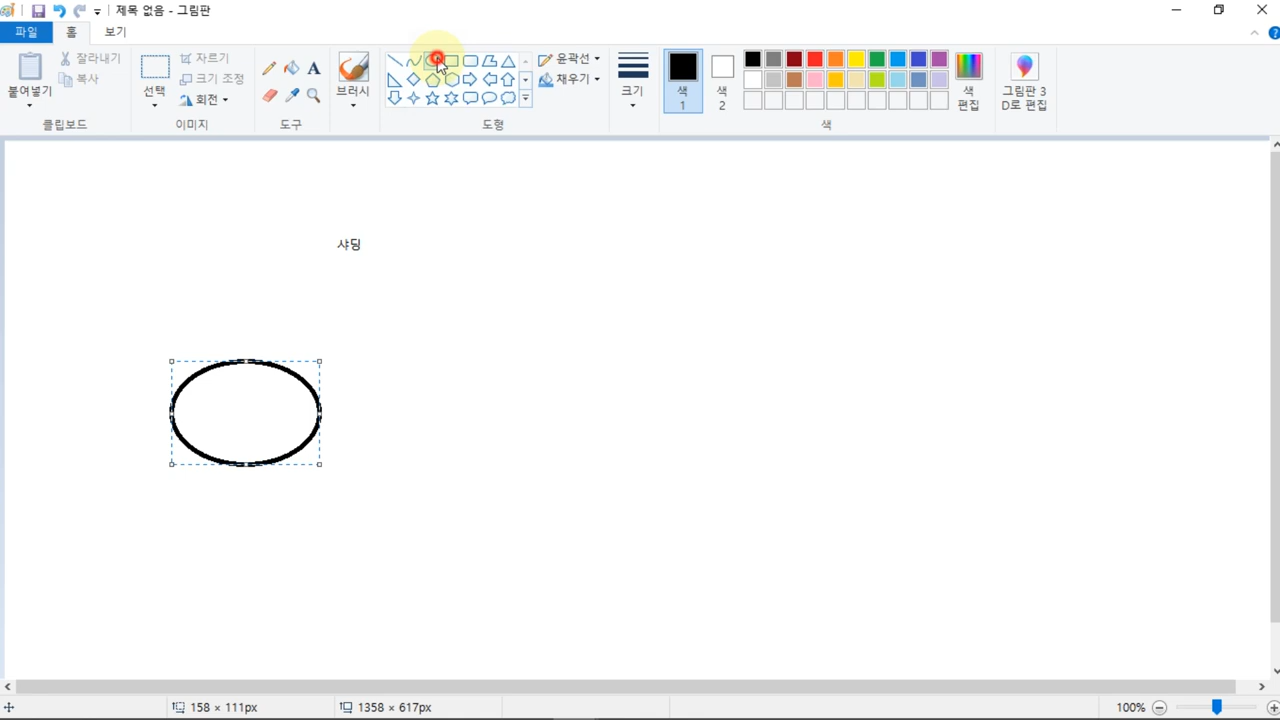 제목 없음 - 그림판
파일 홈 보기
붙여넣기
잘라내기
복사
클립보드
선택
자르기
크기 조정
회전
이미지
A
도구
브러시
윤곽선
채우기
도형
크기
색
1
색
2
색
편집
색
그림판 3
D로 편집
샤딩
158 × 111px
1358 × 617px
100%